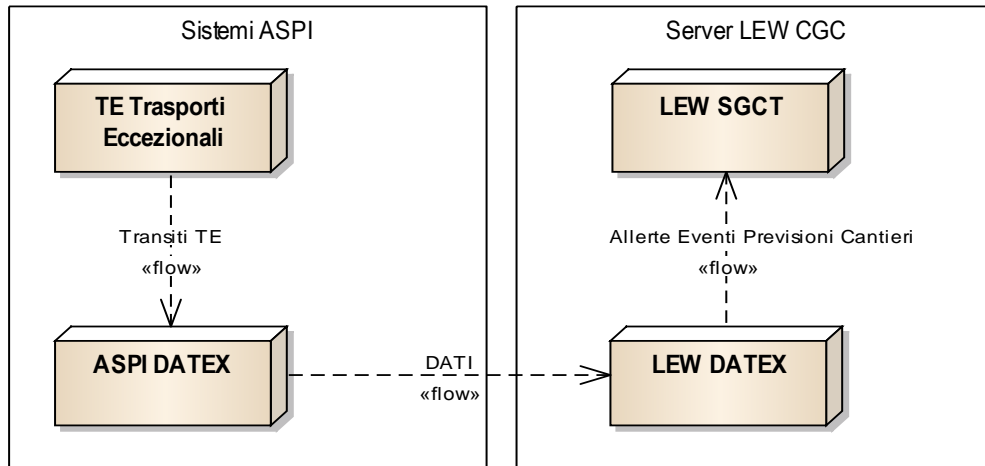 Sistemi ASPI
Server LEW CGC
TE Trasporti
Eccezionali
LEW SGCT
Transiti TE
«flow»
Allerte Eventi Previsioni Cantieri
«flow»
ASPI DATEX
DATI
«flow»
LEW DATEX